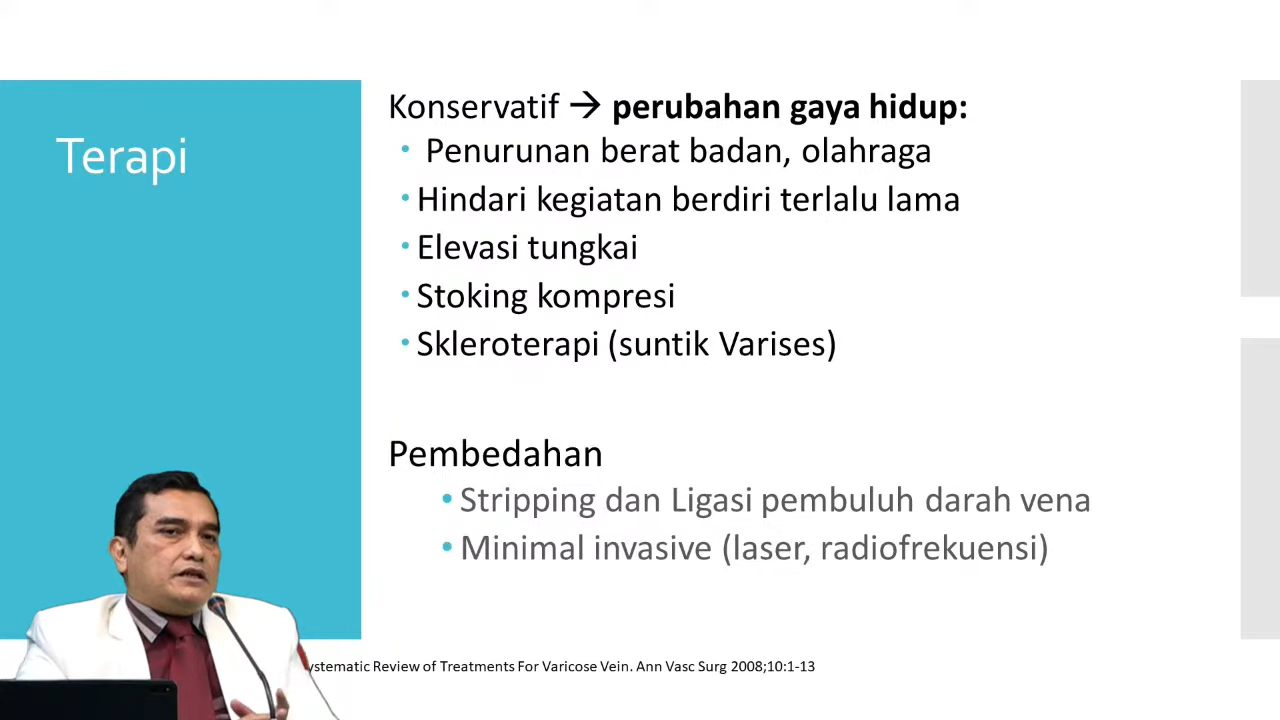 Terapi
Konservatif → perubahan gaya hidup:
• Penurunan berat badan, olahraga
• Hindari kegiatan berdiri terlalu lama
• Elevasi tungkai
• Stoking kompresi
• Skleroterapi (suntik Varises)
Pembedahan
• Stripping dan Ligasi pembuluh darah vena
• Minimal invasive (laser, radiofrekuensi)
ystematic Review of Treatments For Varicose Vein. Ann Vasc Surg 2008;10:1-13